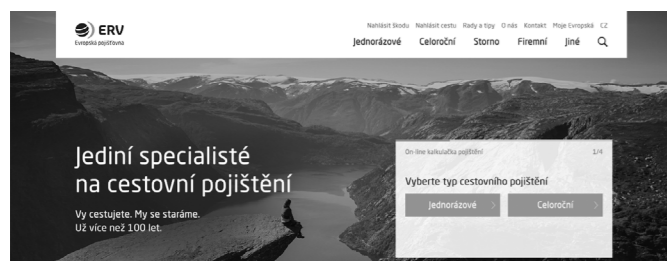 ERV
Evropská pojišťovna
Nahlásit škodu Nahlásit cestu Rady a tipy O nás Kontakt Moje Evropská CZ
Jednorázové Celoroční Storno Firemní Jiné
Jediní specialisté
na cestovní pojištění
Vy cestujete. My se staráme.
Už více než 100 let.
On-line kalkulačka pojištění 1/4
Vyberte typ cestovního pojištění
Jednorázové Celoroční